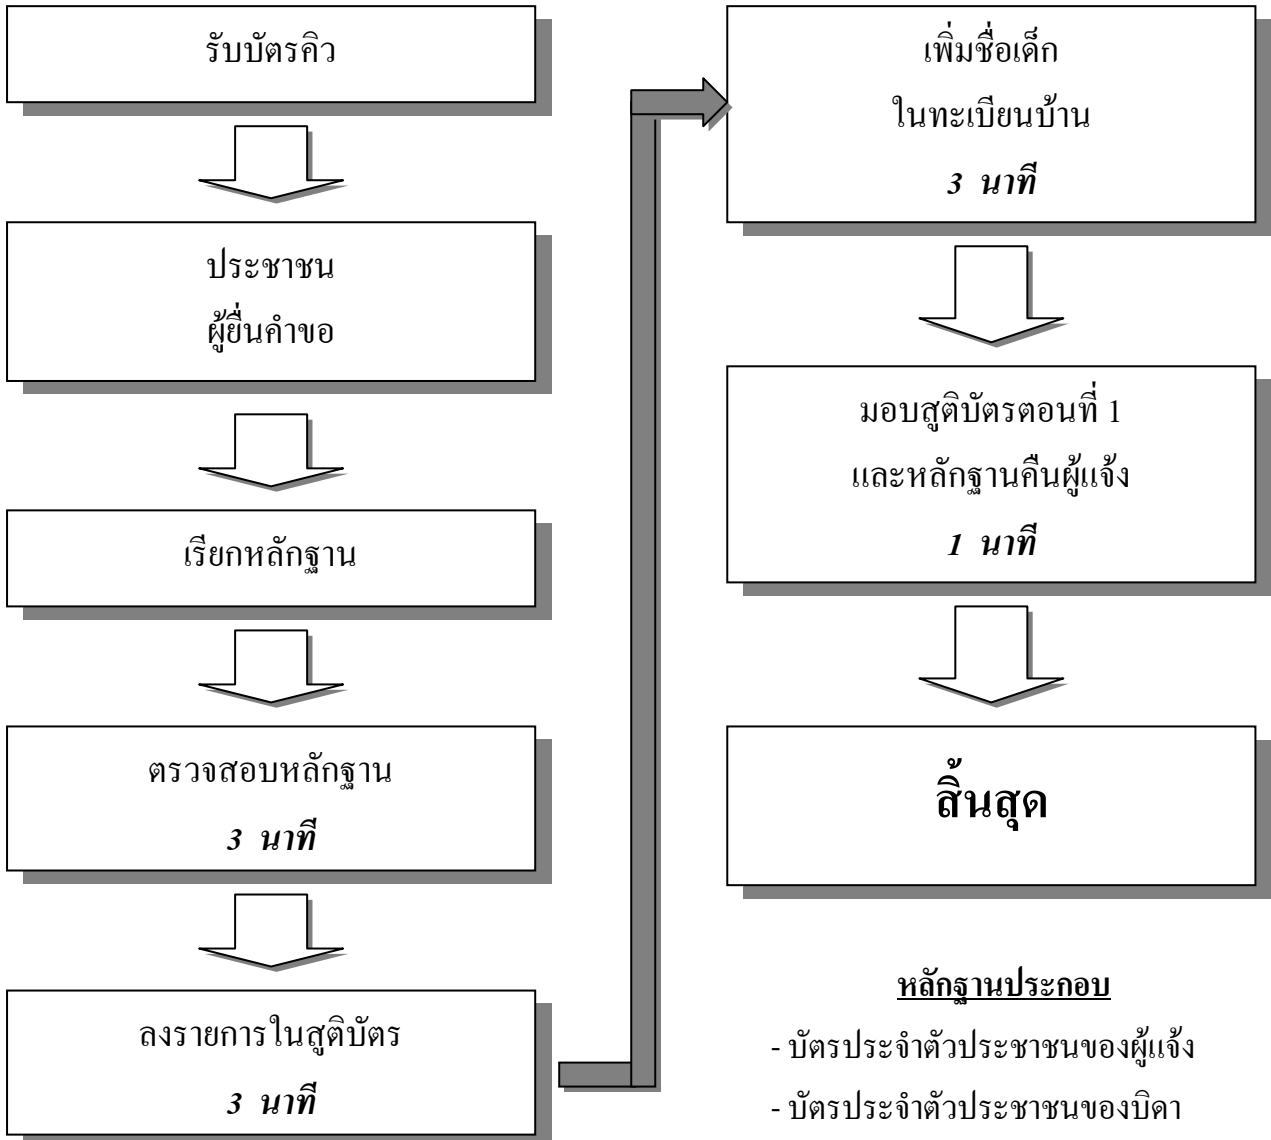 รับบัตรคิว
ประชาชน
ผู้ยื่นคำขอ
เรียกหลักฐาน
ตรวจสอบหลักฐาน
3 นาที
ลงรายการในสูติบัตร
3 นาที
เพิ่มชื่อเด็ก
ในทะเบียนบ้าน
3 นาที
มอบสูติบัตรตอนที่ 1
และหลักฐานคืนผู้แจ้ง
1 นาที
สิ้นสุด
หลักฐานประกอบ
- บัตรประจำตัวประชาชนของผู้แจ้ง
- บัตรประจำตัวประชาชนของบิดา